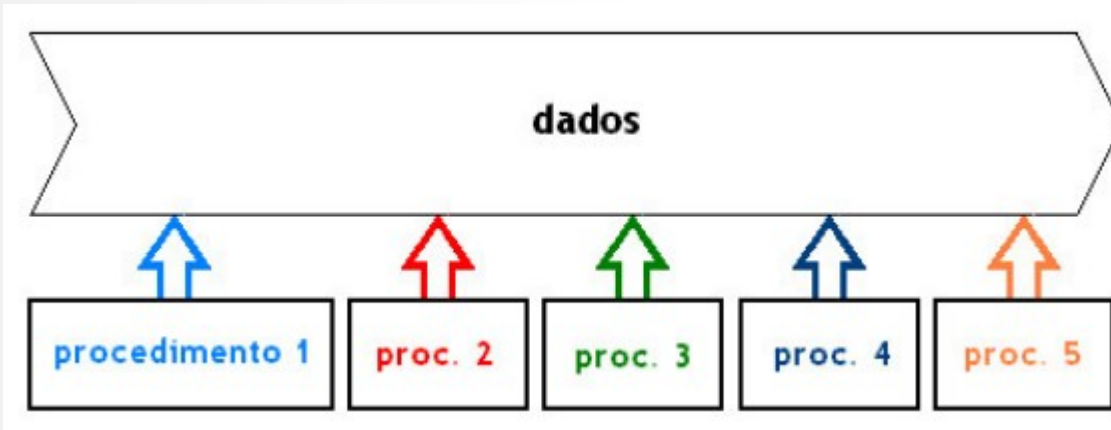 dados
procedimento 1
proc. 2
proc. 3
proc. 4
proc. 5